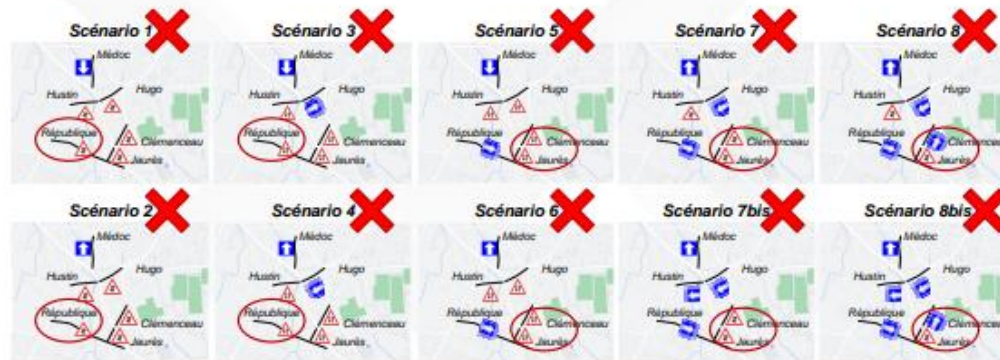 Scénario 1
Médoc
Hustin
Hugo
République
Clémenceau
Jaurès
Scénario 3
Médoc
Hustin
Hugo
République
Clémenceau
Jaurès
Scénario 5
Médoc
Hustin
Hugo
République
Clémenceau
Jaurès
Scénario 7
Médoc
Hustin
Hugo
République
Clémenceau
Jaurès
Scénario 8
Médoc
Hustin
Hugo
République
Clémenceau
Jaurès
Scénario 2
Médoc
Hustin
Hugo
République
Clémenceau
Jaurès
Scénario 4
Médoc
Hustin
Hugo
République
Clémenceau
Jaurès
Scénario 6
Médoc
Hustin
Hugo
République
Clémenceau
Jaurès
Scénario 7bis
Médoc
Hustin
Hugo
République
Clémenceau
Jaurès
Scénario 8bis
Médoc
Hustin
Hugo
République
Clémenceau
Jaurès